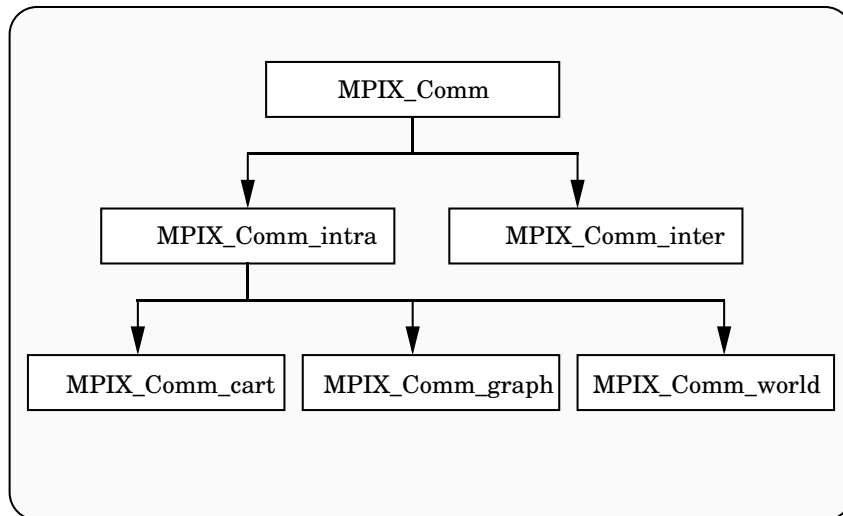 MPIX_Comm
MPIX_Comm_intra
MPIX_Comm_inter
MPIX_Comm_cart
MPIX_Comm_graph
MPIX_Comm_world